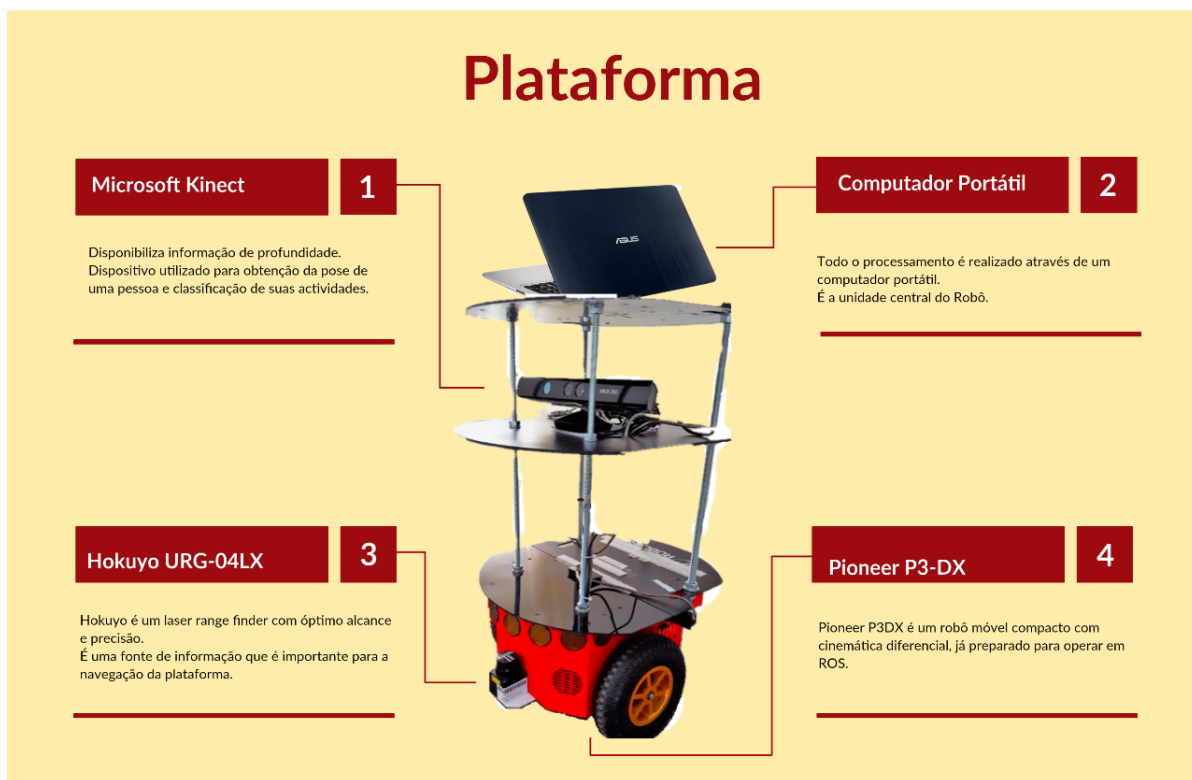 Plataforma
Microsoft Kinect
1
Disponibiliza informação de profundidade.
Dispositivo utilizado para obtenção da pose de
uma pessoa e classificação de suas actividades.
Computador Portátil
2
Todo o processamento é realizado através de um
computador portátil.
É a unidade central do Robô.
ASUS
XBOX 360
Hokuyo URG-04LX
3
Hokuyo é um laser range finder com óptimo alcance
e precisão.
É uma fonte de informação que é importante para a
navegação da plataforma.
Pioneer P3-DX
4
Pioneer P3DX é um robô móvel compacto com
cinemática diferencial, já preparado para operar em
ROS.